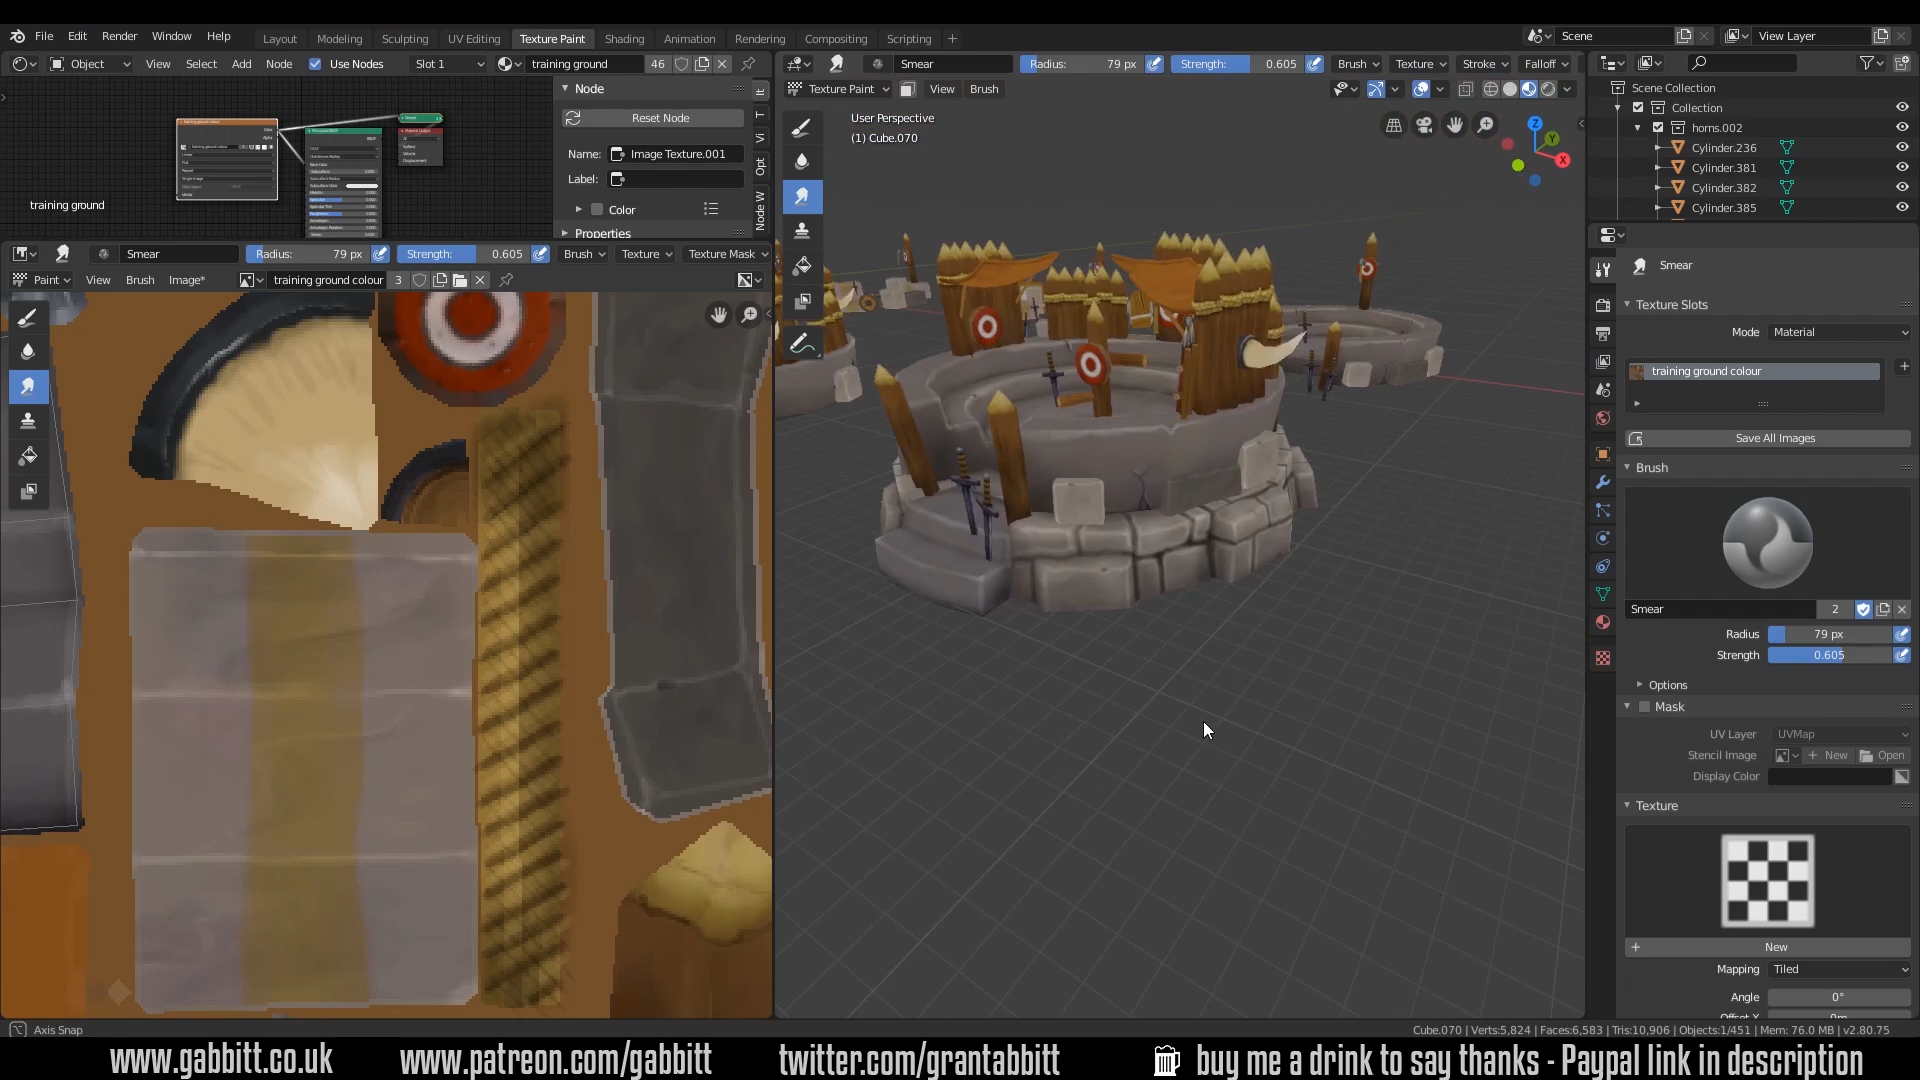 File Edit Render Window Help
Layout Modeling Sculpting UV Editing Texture Paint Shading Animation Rendering Compositing Scripting +
Scene
View Layer
Object View Select Add Node Use Nodes Slot 1 training ground 46
Node
Reset Node
Name: Image Texture.001
Label:
Color
Properties
training ground
Node W
Opt
Vi
T
It
Smear Radius: 79 px Strength: 0.605 Brush Texture Texture Mask
Paint View Brush Image* training ground colour 3
Smear Radius: 79 px Strength: 0.605 Brush Texture Stroke Falloff
Texture Paint View Brush
User Perspective
(1) Cube.070
Z
Y
X
Scene Collection
Collection
horns.002
Cylinder.236
Cylinder.381
Cylinder.382
Cylinder.385
Smear
Texture Slots
Mode Material
training ground colour
Save All Images
Brush
Smear 2
Radius 79 px
Strength 0.605
Options
Mask
UV Layer UVMap
Stencil Image New Open
Display Color
Texture
New
Mapping Tiled
Angle 0°
Offset X 0m
Axis Snap
Cube.070 | Verts:5,824 | Faces:6,583 | Tris:10,906 | Objects:1/451 | Mem: 76.0 MB | v2.80.75
www.gabbitt.co.uk www.patreon.com/gabbitt twitter.com/grantabbitt buy me a drink to say thanks - Paypal link in description